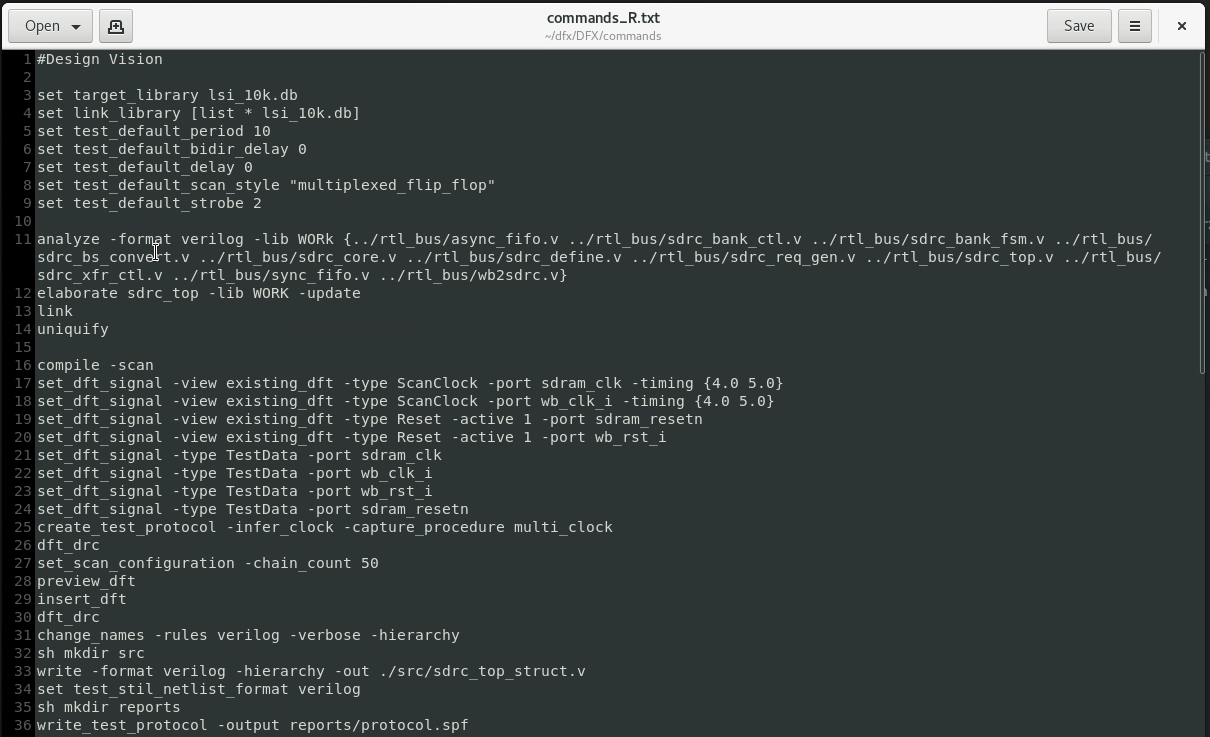 Open
commands_R.txt
~/dfx/DFX/commands
Save
1 #Design Vision
2
3 set target_library lsi_10k.db
4 set link_library [list * lsi_10k.db]
5 set test_default_period 10
6 set test_default_bidir_delay 0
7 set test_default_delay 0
8 set test_default_scan_style "multiplexed_flip_flop"
9 set test_default_strobe 2
10
11 analyze -format verilog -lib WORk {../rtl_bus/async_fifo.v ../rtl_bus/sdrc_bank_ctl.v ../rtl_bus/sdrc_bank_fsm.v ../rtl_bus/
sdrc_bs_convert.v ../rtl_bus/sdrc_core.v ../rtl_bus/sdrc_define.v ../rtl_bus/sdrc_req_gen.v ../rtl_bus/sdrc_top.v ../rtl_bus/
sdrc_xfr_ctl.v ../rtl_bus/sync_fifo.v ../rtl_bus/wb2sdrc.v}
12 elaborate sdrc_top -lib WORK -update
13 link
14 uniquify
15
16 compile -scan
17 set_dft_signal -view existing_dft -type ScanClock -port sdram_clk -timing {4.0 5.0}
18 set_dft_signal -view existing_dft -type ScanClock -port wb_clk_i -timing {4.0 5.0}
19 set_dft_signal -view existing_dft -type Reset -active 1 -port sdram_resetn
20 set_dft_signal -view existing_dft -type Reset -active 1 -port wb_rst_i
21 set_dft_signal -type TestData -port sdram_clk
22 set_dft_signal -type TestData -port wb_clk_i
23 set_dft_signal -type TestData -port wb_rst_i
24 set_dft_signal -type TestData -port sdram_resetn
25 create_test_protocol -infer_clock -capture_procedure multi_clock
26 dft_drc
27 set_scan_configuration -chain_count 50
28 preview_dft
29 insert_dft
30 dft_drc
31 change_names -rules verilog -verbose -hierarchy
32 sh mkdir src
33 write -format verilog -hierarchy -out ./src/sdrc_top_struct.v
34 set test_stil_netlist_format verilog
35 sh mkdir reports
36 write_test_protocol -output reports/protocol.spf